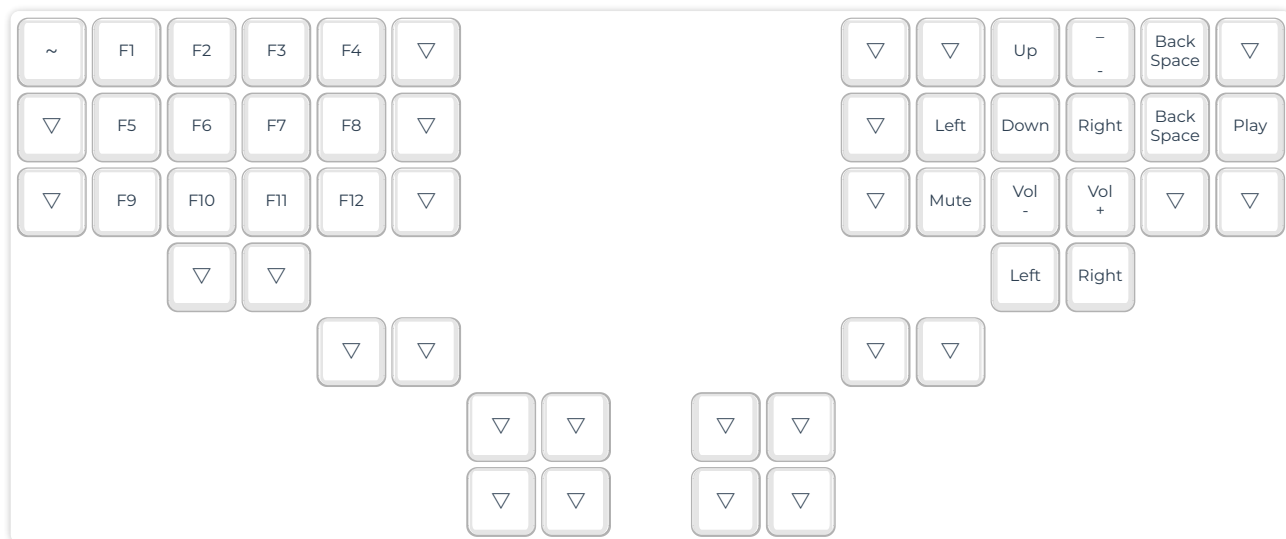 ~ F1 F2 F3 F4 ▽ ▽ ▽ Up _ - Back Space ▽
▽ F5 F6 F7 F8 ▽ ▽ Left Down Right Back Space Play
▽ F9 F10 F11 F12 ▽ ▽ Mute Vol - Vol + ▽ ▽
▽ ▽ Left Right
▽ ▽ ▽ ▽
▽ ▽ ▽ ▽
▽ ▽ ▽ ▽